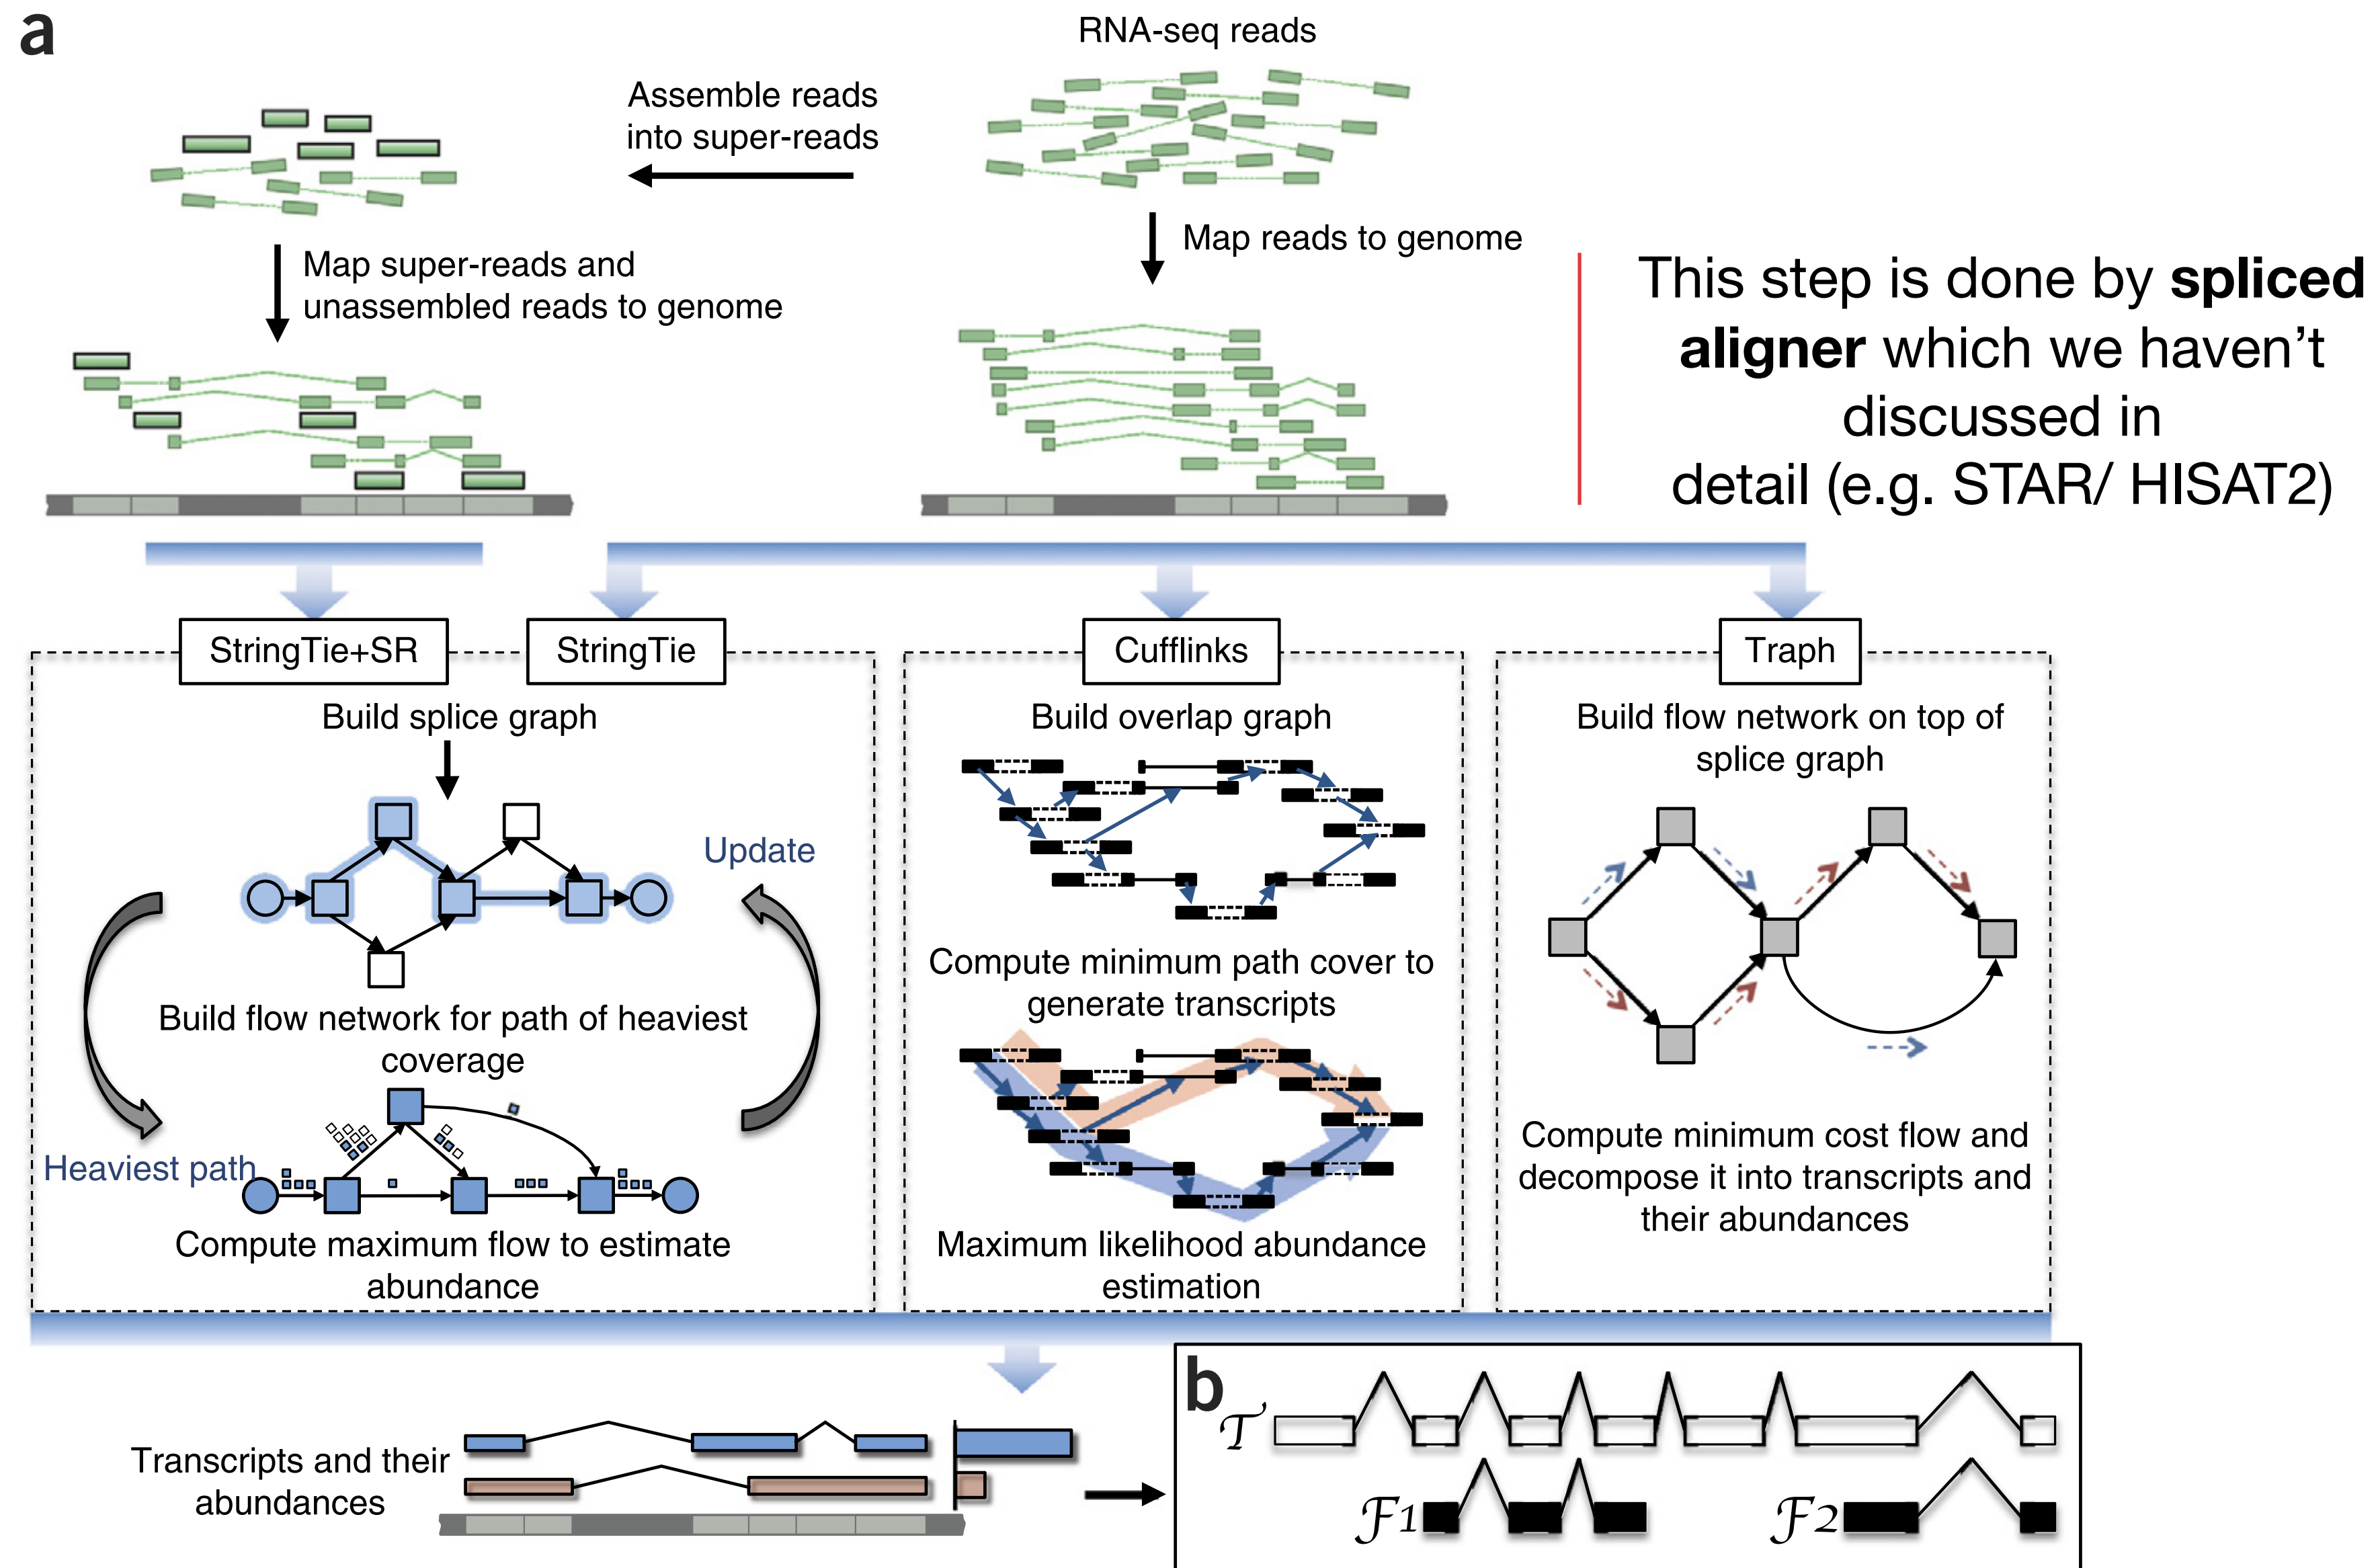 a
RNA-seq reads
Assemble reads
into super-reads
Map reads to genome
Map super-reads and
unassembled reads to genome
This step is done by spliced
aligner which we haven’t
discussed in
detail (e.g. STAR/ HISAT2)
StringTie+SR
StringTie
Cufflinks
Traph
Build splice graph
Update
Build flow network for path of heaviest
coverage
Heaviest path
Compute maximum flow to estimate
abundance
Build overlap graph
Compute minimum path cover to
generate transcripts
Maximum likelihood abundance
estimation
Build flow network on top of
splice graph
Compute minimum cost flow and
decompose it into transcripts and
their abundances
Transcripts and their
abundances
b
T
F1
F2